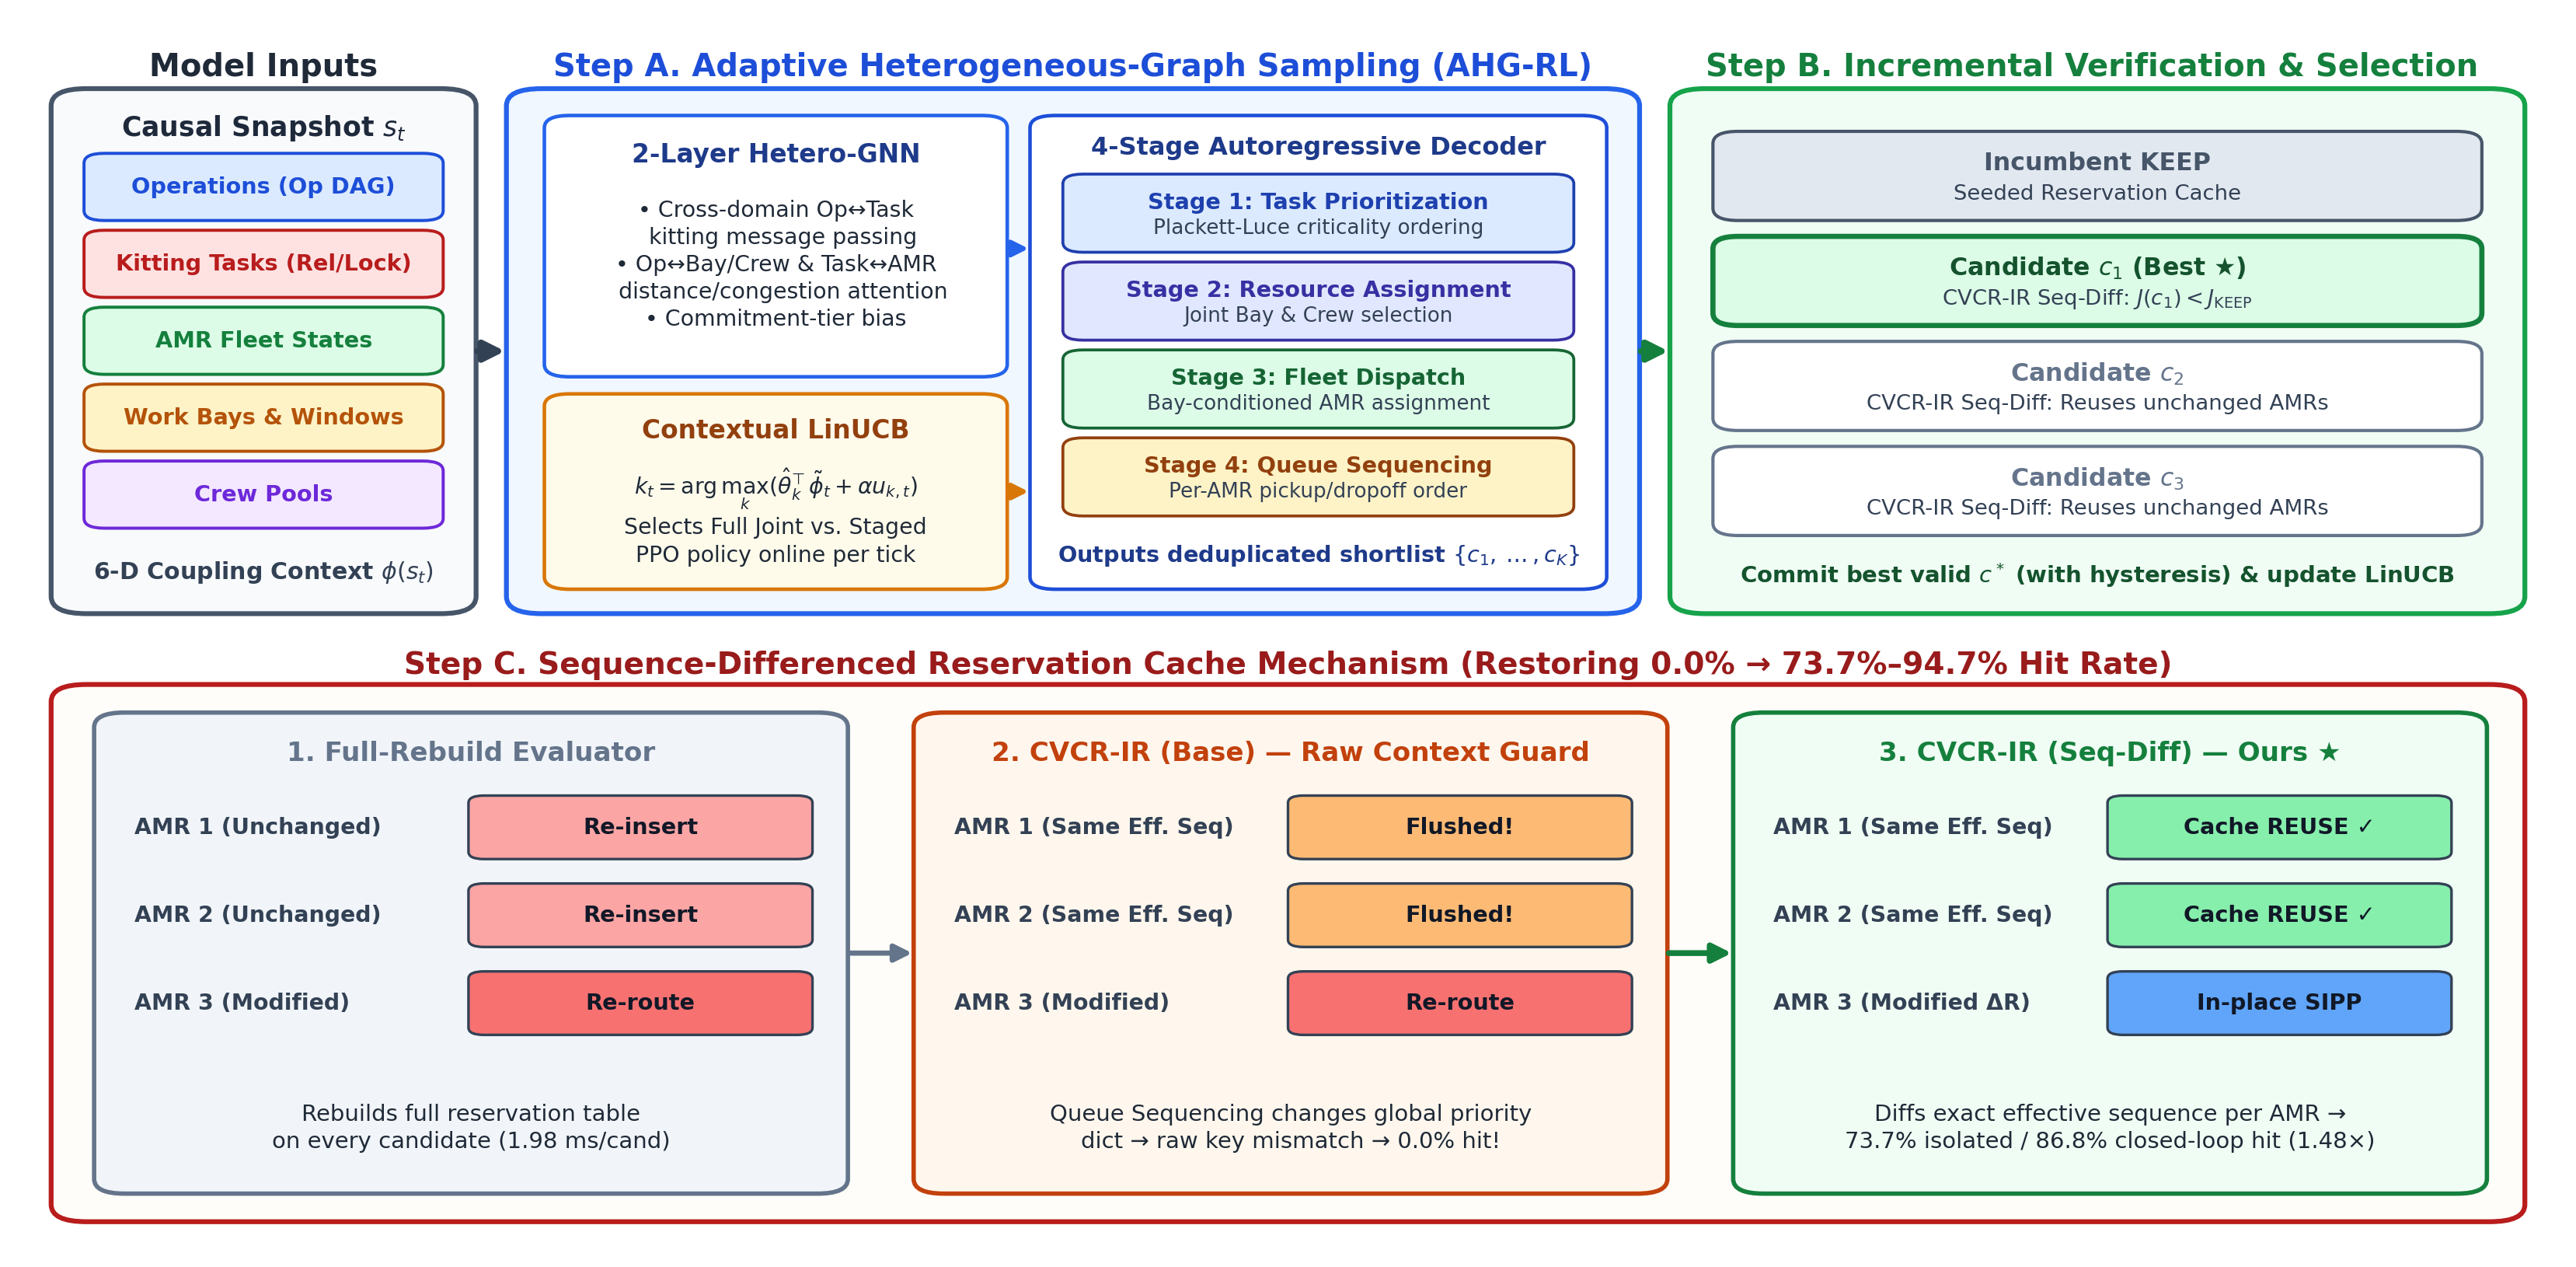 Model Inputs
Causal Snapshot s_t
Operations (Op DAG)
Kitting Tasks (Rel/Lock)
AMR Fleet States
Work Bays & Windows
Crew Pools
6-D Coupling Context ϕ(s_t)
Step A. Adaptive Heterogeneous-Graph Sampling (AHG-RL)
2-Layer Hetero-GNN
• Cross-domain Op↔Task
kitting message passing
• Op↔Bay/Crew & Task↔AMR
distance/congestion attention
• Commitment-tier bias
Contextual LinUCB
k_t = arg max_k(θ̂_k^⊤ ϕ̃_t + αu_{k,t})
Selects Full Joint vs. Staged
PPO policy online per tick
4-Stage Autoregressive Decoder
Stage 1: Task Prioritization
Plackett-Luce criticality ordering
Stage 2: Resource Assignment
Joint Bay & Crew selection
Stage 3: Fleet Dispatch
Bay-conditioned AMR assignment
Stage 4: Queue Sequencing
Per-AMR pickup/dropoff order
Outputs deduplicated shortlist {c_1, …, c_K}
Step B. Incremental Verification & Selection
Incumbent KEEP
Seeded Reservation Cache
Candidate c_1 (Best ★)
CVCR-IR Seq-Diff: J(c_1) < J_KEEP
Candidate c_2
CVCR-IR Seq-Diff: Reuses unchanged AMRs
Candidate c_3
CVCR-IR Seq-Diff: Reuses unchanged AMRs
Commit best valid c* (with hysteresis) & update LinUCB
Step C. Sequence-Differenced Reservation Cache Mechanism (Restoring 0.0% → 73.7%–94.7% Hit Rate)
1. Full-Rebuild Evaluator
AMR 1 (Unchanged)
Re-insert
AMR 2 (Unchanged)
Re-insert
AMR 3 (Modified)
Re-route
Rebuilds full reservation table
on every candidate (1.98 ms/cand)
2. CVCR-IR (Base) — Raw Context Guard
AMR 1 (Same Eff. Seq)
Flushed!
AMR 2 (Same Eff. Seq)
Flushed!
AMR 3 (Modified)
Re-route
Queue Sequencing changes global priority
dict → raw key mismatch → 0.0% hit!
3. CVCR-IR (Seq-Diff) — Ours ★
AMR 1 (Same Eff. Seq)
Cache REUSE ✓
AMR 2 (Same Eff. Seq)
Cache REUSE ✓
AMR 3 (Modified ΔR)
In-place SIPP
Diffs exact effective sequence per AMR →
73.7% isolated / 86.8% closed-loop hit (1.48×)